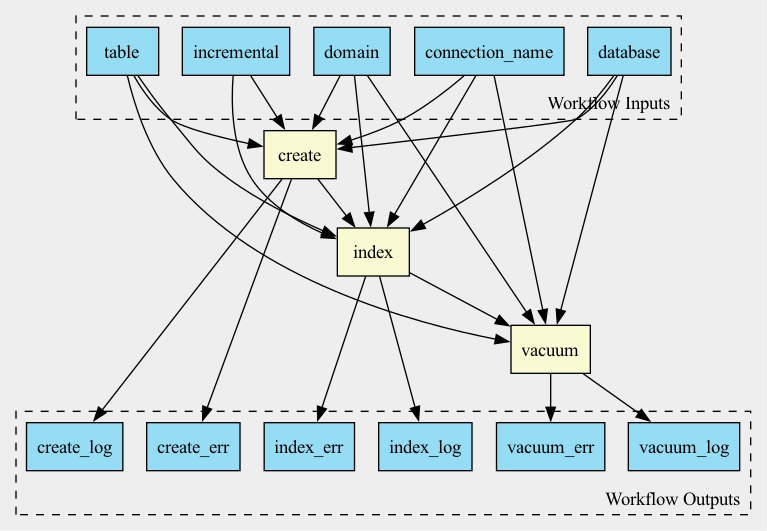 table
incremental
domain
connection_name
database
Workflow Inputs
create
index
vacuum
create_log
create_err
index_err
index_log
vacuum_err
vacuum_log
Workflow Outputs